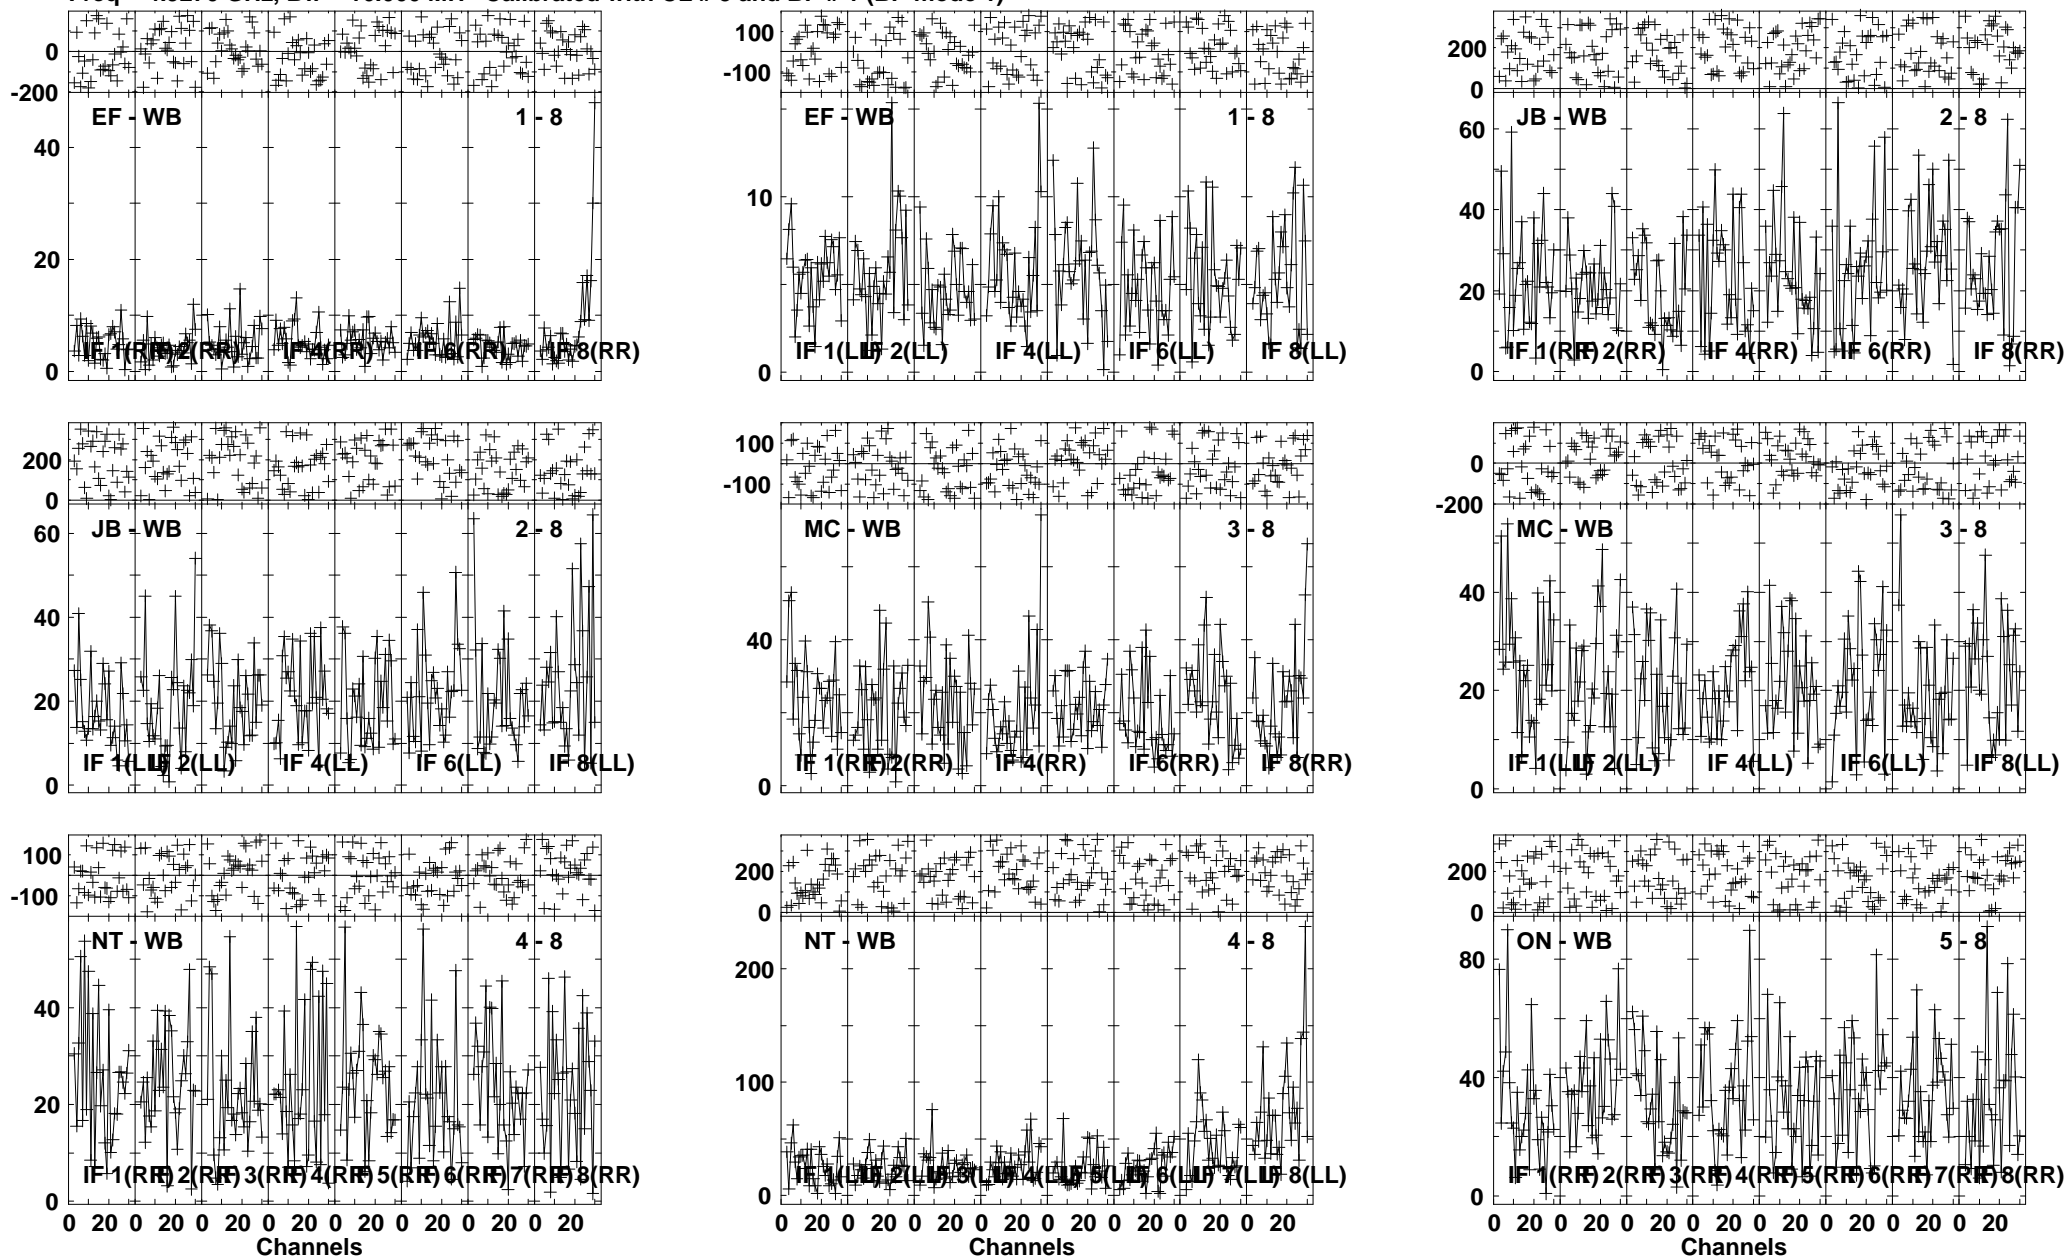 0
-200
EF - WB 1 - 8
40
20
0
IF 1(RR) IF 2(RR) IF 4(RR) IF 6(RR) IF 8(RR)
100
-100
EF - WB 1 - 8
10
0
IF 1(LL) IF 2(LL) IF 4(LL) IF 6(LL) IF 8(LL)
200
0
JB - WB 2 - 8
60
40
20
0
IF 1(RR) IF 2(RR) IF 4(RR) IF 6(RR) IF 8(RR)
200
0
JB - WB 2 - 8
60
40
20
0
IF 1(LL) IF 2(LL) IF 4(LL) IF 6(LL) IF 8(LL)
100
-100
MC - WB 3 - 8
40
0
IF 1(RR) IF 2(RR) IF 4(RR) IF 6(RR) IF 8(RR)
0
-200
MC - WB 3 - 8
40
20
0
IF 1(LL) IF 2(LL) IF 4(LL) IF 6(LL) IF 8(LL)
100
-100
NT - WB 4 - 8
40
20
0
IF 1(RR) IF 2(RR) IF 3(RR) IF 4(RR) IF 5(RR) IF 6(RR) IF 7(RR) IF 8(RR)
0 20 0 20 0 20 0 20 0 20 0 20 0 20 0 20
Channels
200
0
NT - WB 4 - 8
200
100
0
IF 1(LL) IF 2(LL) IF 3(LL) IF 4(LL) IF 5(LL) IF 6(LL) IF 7(LL) IF 8(LL)
0 20 0 20 0 20 0 20 0 20 0 20 0 20 0 20
Channels
200
0
ON - WB 5 - 8
80
40
0
IF 1(RR) IF 2(RR) IF 3(RR) IF 4(RR) IF 5(RR) IF 6(RR) IF 7(RR) IF 8(RR)
0 20 0 20 0 20 0 20 0 20 0 20 0 20 0 20
Channels